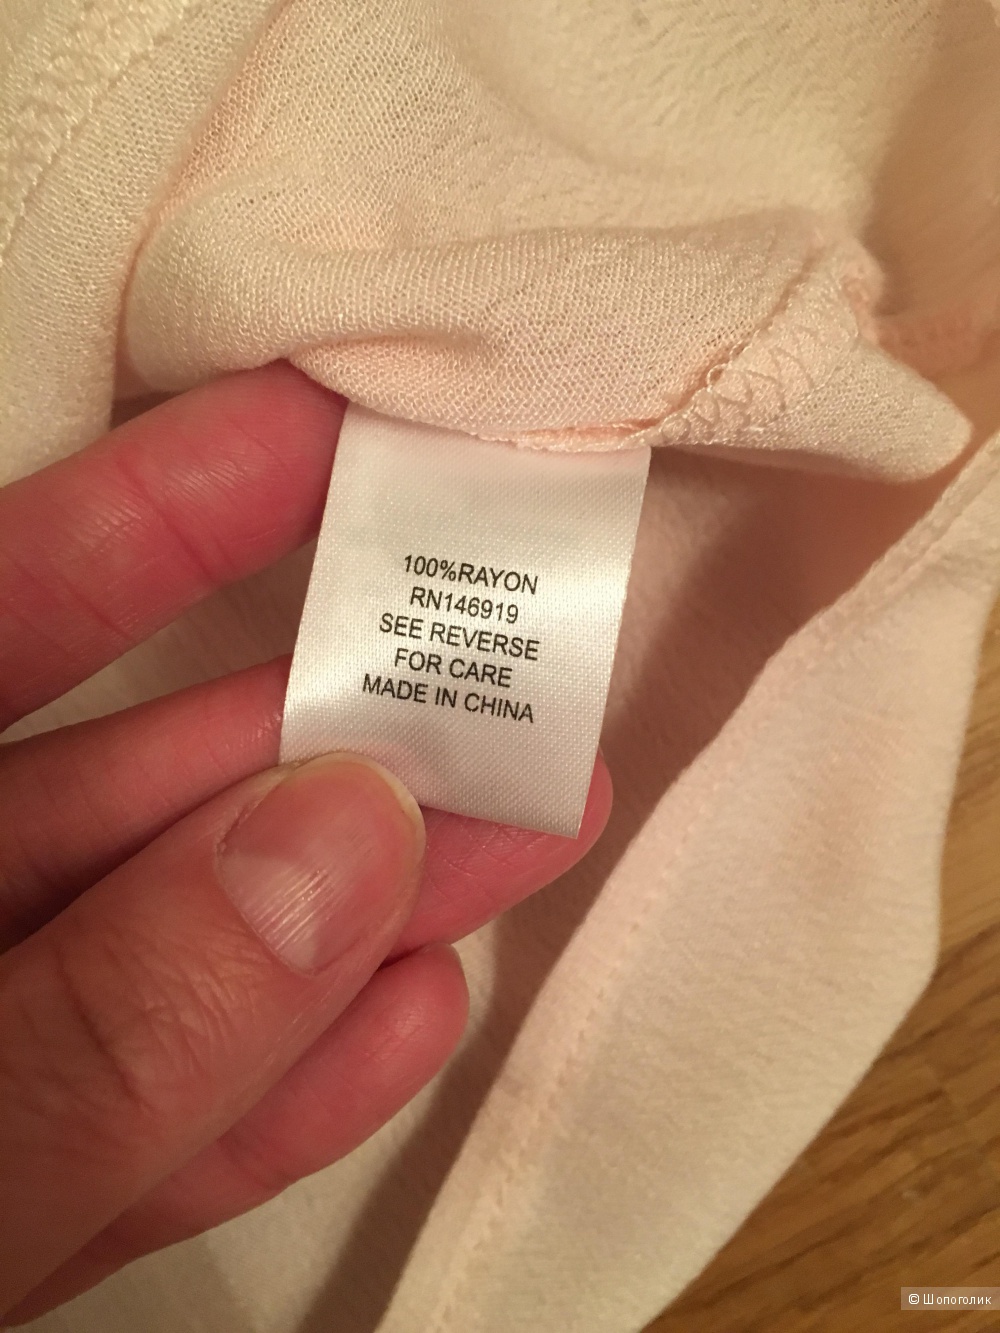 100%RAYON
RN146919
SEE REVERSE
FOR CARE
MADE IN CHINA
© Шопоголик